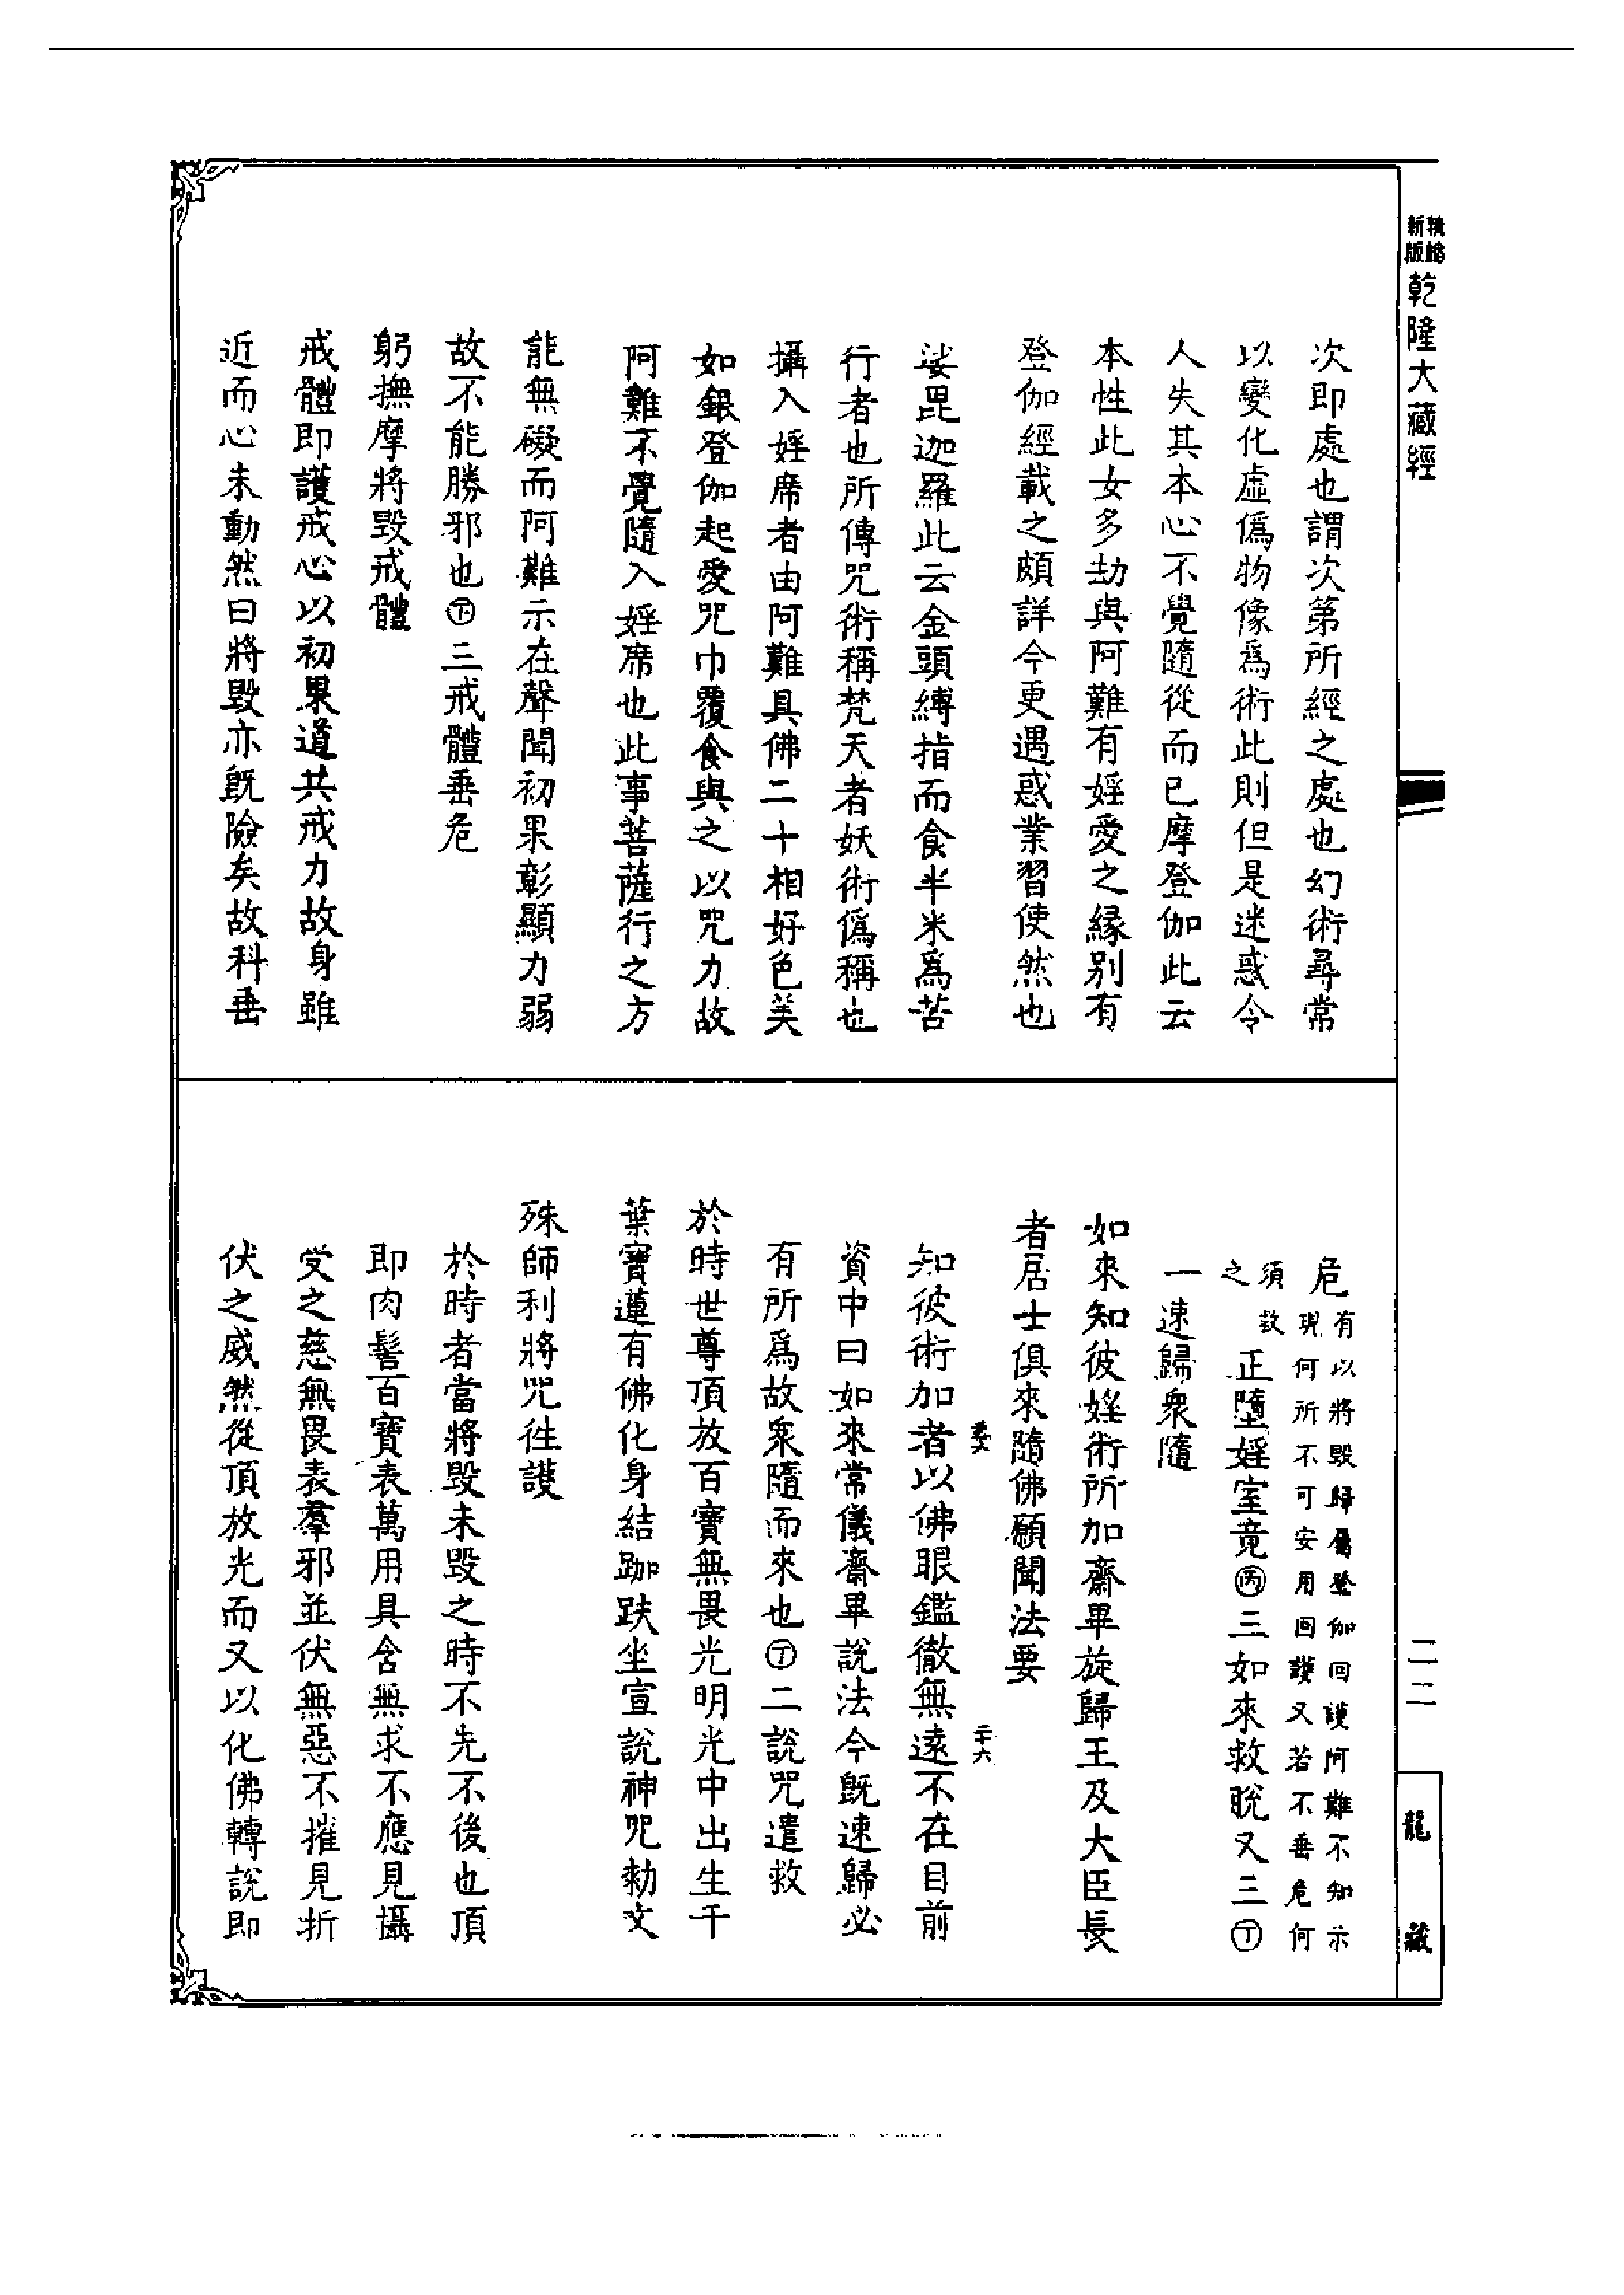 新版
乾隆大藏經
次即處也謂次第所經之處也幻術尋常
以變化虛僞物像爲術此則但是迷惑令
人失其本心不覺隨從而已摩登伽此云
本性此女多劫與阿難有婬愛之緣別有
登伽經載之頗詳今更遇惑業習使然也
娑毘迦羅此云金頭縛指而食半米爲苦
行者也所傳咒術稱梵天者妖術僞稱也
攝入婬席者由阿難具佛二十相好色美
如銀登伽起愛咒巾覆食與之以咒力故
阿難不覺隨入婬席也此事菩薩行之方
能無礙而阿難示在聲聞初果彰顯力弱
故不能勝邪也㊦三戒體垂危
躬撫摩將毀戒體
戒體即護戒心以初果道共戒力故身雖
近而心未動然曰將毀亦既險矣故科垂
危
有以將毀歸屬登伽回護阿難不知示
現何所不可安用回護又若不垂危何
須救
之
正墮婬室竟㊄三如來救脫又三㊀
一速歸衆隨
如來知彼婬術所加齋畢旋歸王及大臣長
者居士俱來隨佛願聞法要
二十六
知彼術加者以佛眼鑑徹無遠不在目前
資中曰如來常儀齋畢說法今既速歸必
有所爲故衆隨而來也㊀二說咒遣救
於時世尊頂放百寶無畏光明光中出生千
葉寶蓮有佛化身結跏趺坐宣說神咒勑文
殊師利將咒往護
於時者當將毀未毀之時不先不後也頂
即肉髻百寶表萬用具含無求不應見攝
受之慈無畏表羣邪並伏無惡不摧見折
伏之威然從頂放光而又以化佛轉說即
二二
龍藏